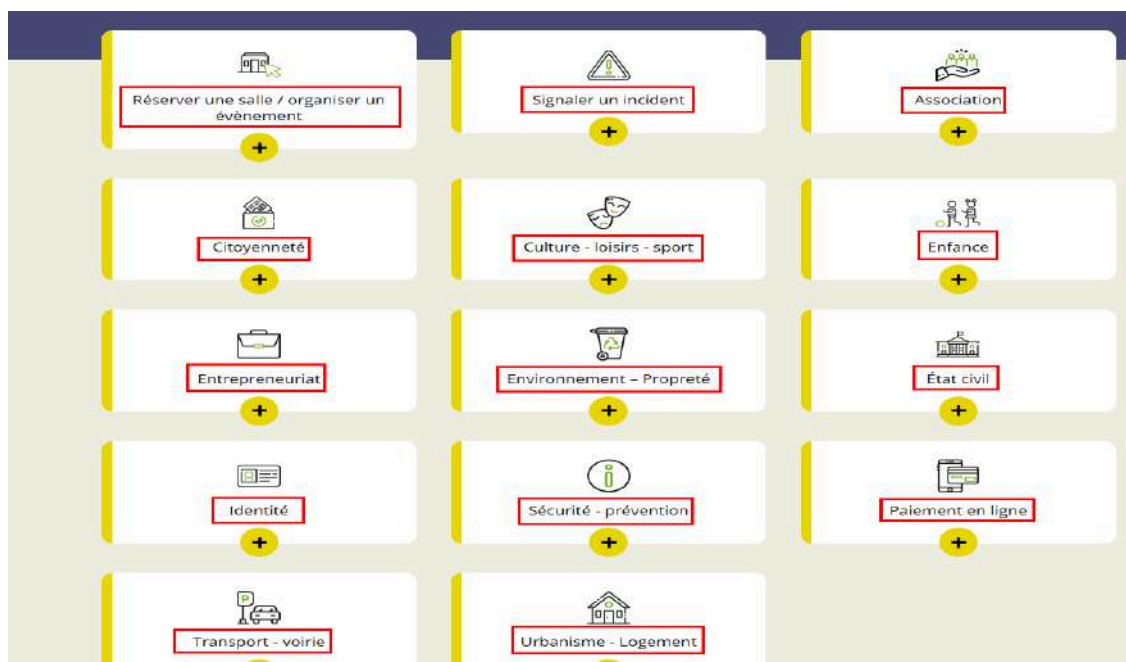 Réserver une salle / organiser un
évènement
Signaler un incident
Association
Citoyenneté
Culture - loisirs - sport
Enfance
Entrepreneuriat
Environnement – Propreté
État civil
Identité
Sécurité - prévention
Paiement en ligne
P
Transport - voirie
Urbanisme - Logement